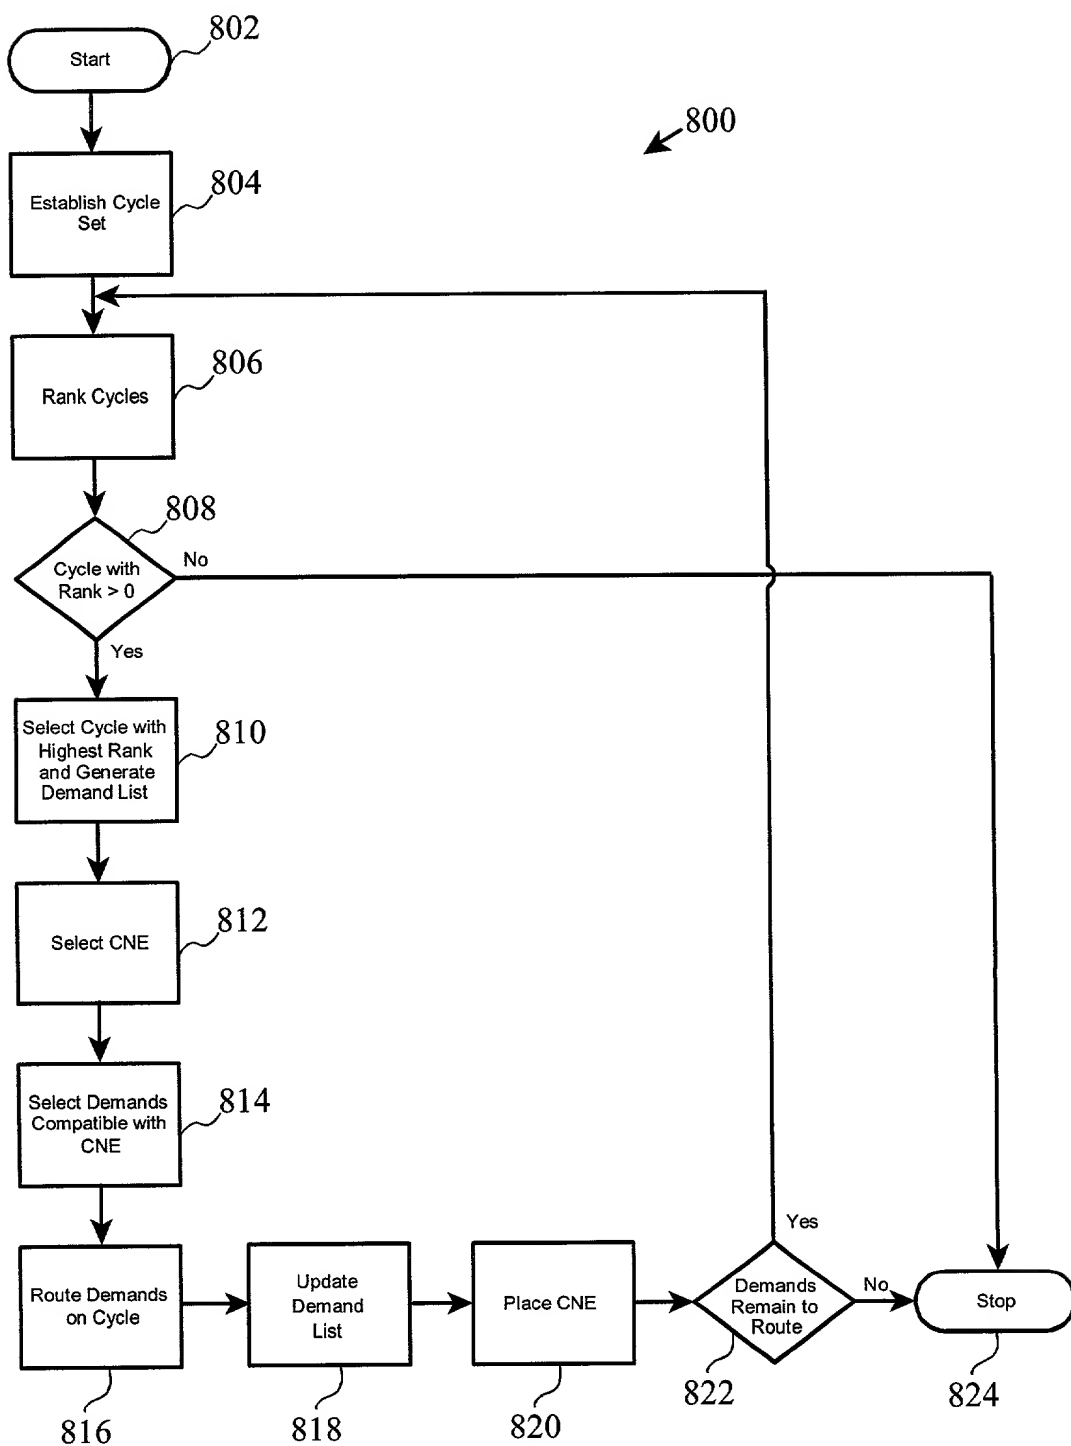 802
Start
800
804
Establish Cycle
Set
806
Rank Cycles
808
No
Cycle with
Rank > 0
Yes
Select Cycle with
Highest Rank
and Generate
Demand List
810
812
Select CNE
814
Select Demands
Compatible with
CNE
Yes
Route Demands
on Cycle
Update
Demand
List
Place CNE
Demands
Remain to
Route
No
Stop
816
818
820
822
824